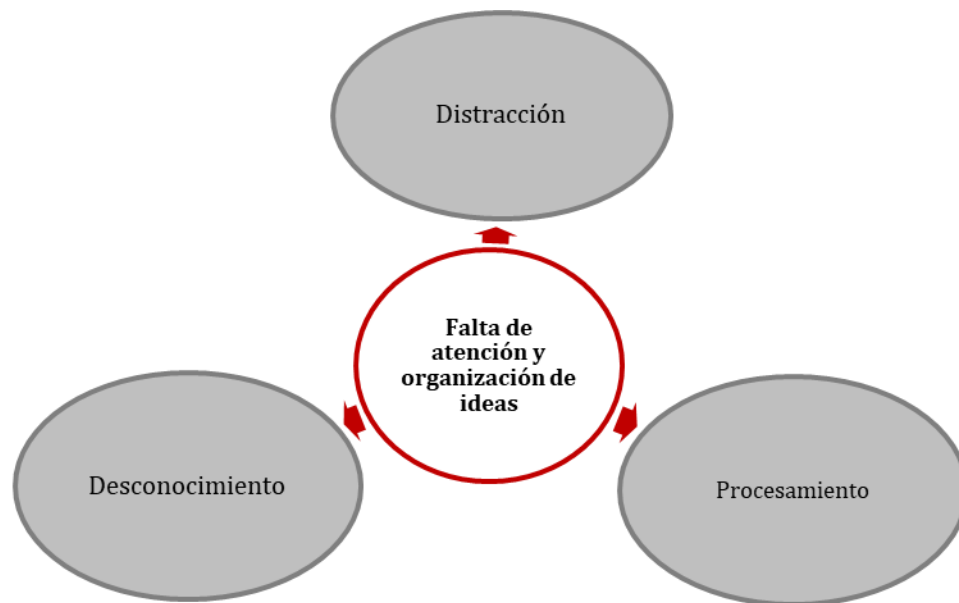 Distracción
Falta de
atención y
organización de
ideas
Desconocimiento
Procesamiento